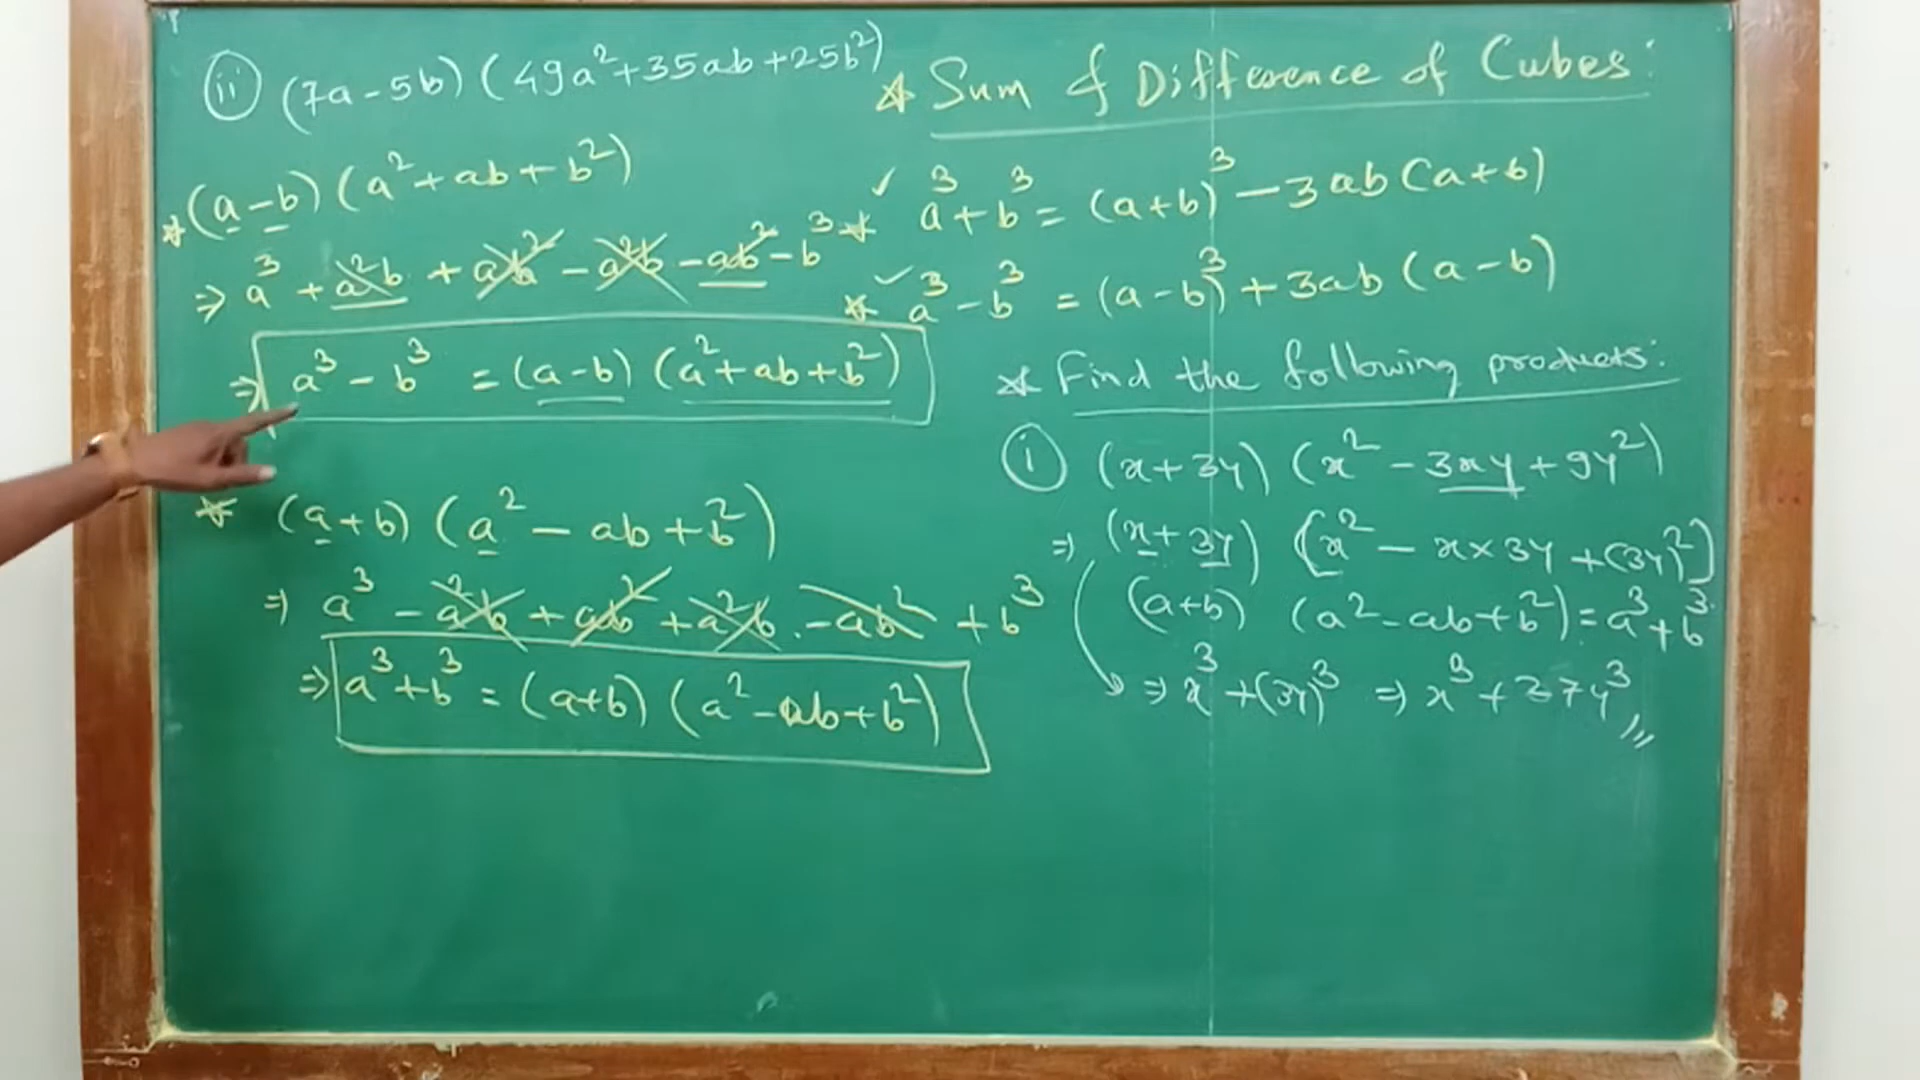 ii (7a-5b) (49a²+35ab+25b²)
* (a-b) (a²+ab+b²)
⇒ a³ + a²b + ab² - a²b - ab² - b³
⇒ a³ - b³ = (a-b) (a²+ab+b²)
* (a+b) (a² - ab + b²)
⇒ a³ - a²b + ab² + a²b - ab² + b³
⇒ a³+b³ = (a+b) (a²-ab+b²)
* Sum & Difference of Cubes:
✓ * a³+b³ = (a+b)³ - 3ab (a+b)
✓ * a³-b³ = (a-b)³ + 3ab (a-b)
* Find the following products:
i (x+3y) (x² - 3xy + 9y²)
⇒ (x+3y) [x² - x×3y + (3y)²]
(a+b) (a²-ab+b²) = a³+b³
⇒ x³ + (3y)³ ⇒ x³ + 27y³ //